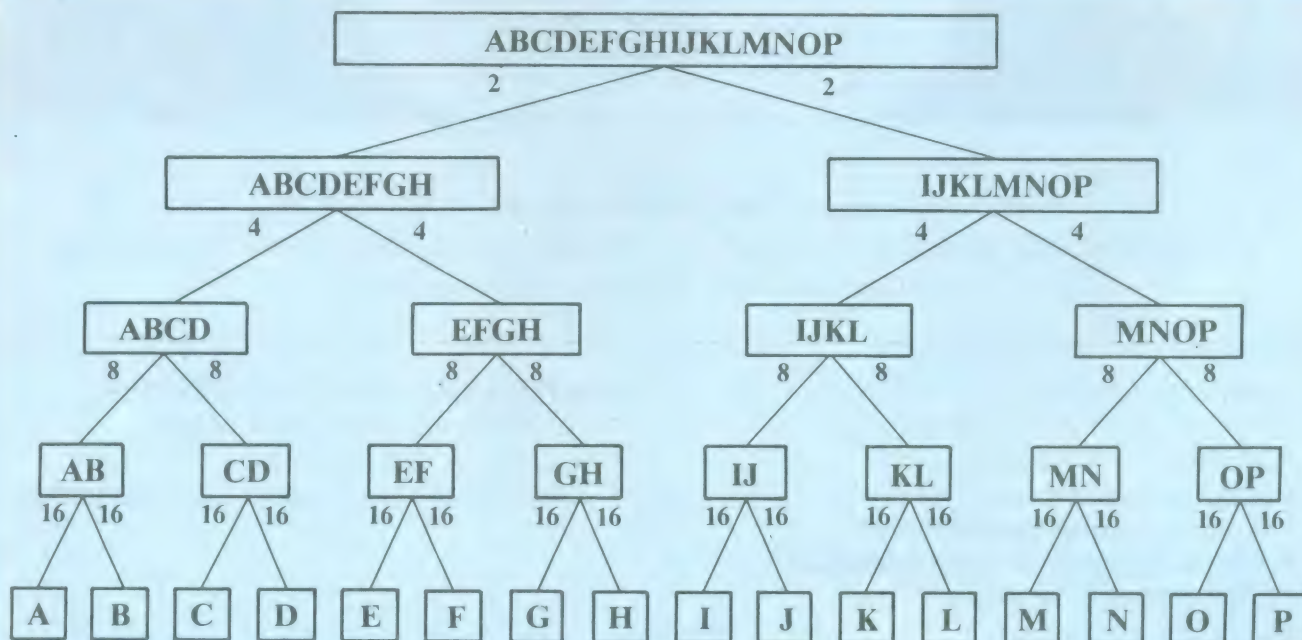 ABCDEFGHIJKLMNOP
2 2
ABCDEFGH IJKLMNOP
4 4 4 4
ABCD EFGH IJKL MNOP
8 8 8 8 8 8 8 8
AB CD EF GH IJ KL MN OP
16 16 16 16 16 16 16 16 16 16 16 16 16 16 16 16
A B C D E F G H I J K L M N O P